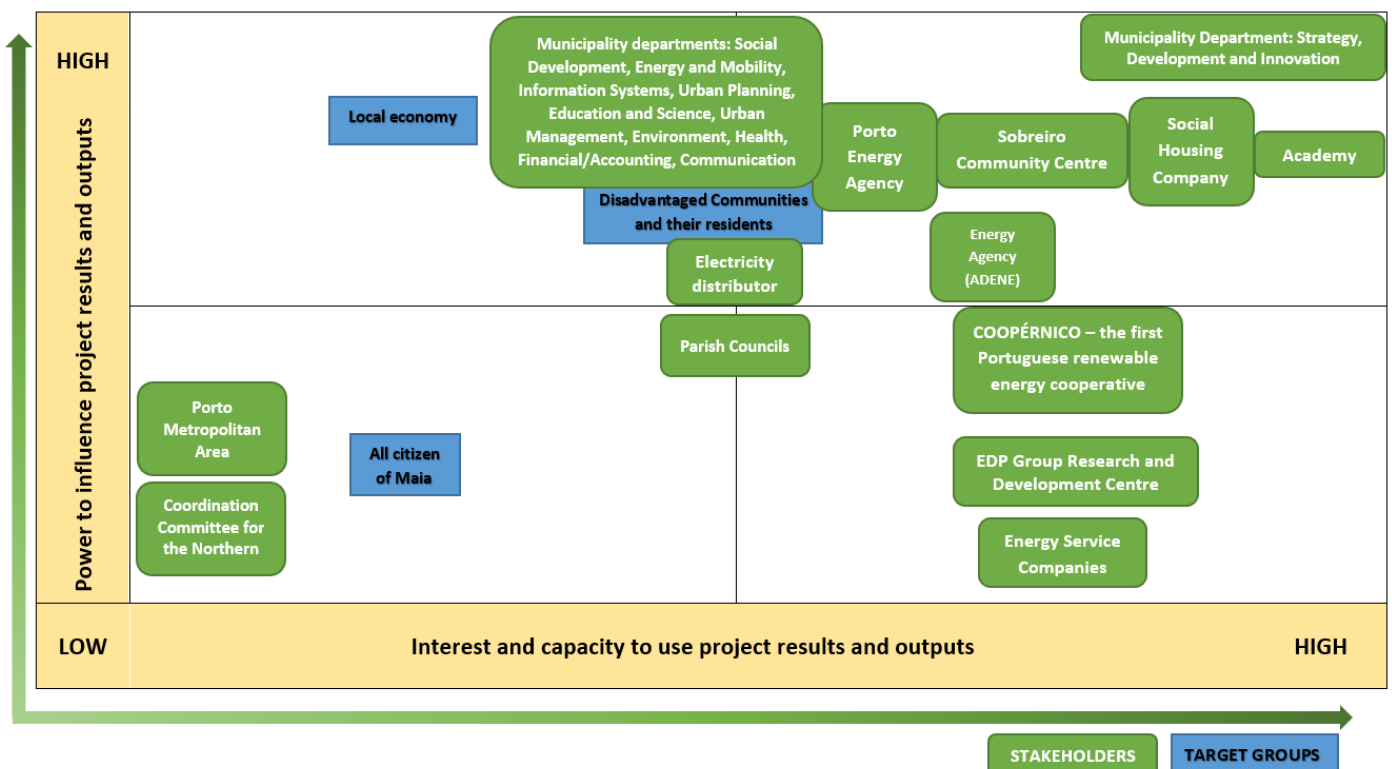 HIGH
Power to influence project results and outputs
Local economy
Municipality departments: Social
Development, Energy and Mobility,
Information Systems, Urban Planning,
Education and Science, Urban
Management, Environment, Health,
Financial/Accounting, Communication
Municipality Department: Strategy,
Development and Innovation
Porto
Energy
Agency
Sobreiro
Community Centre
Social
Housing
Company
Academy
Disadvantaged Communities
and their residents
Electricity
distributor
Energy
Agency
(ADENE)
Parish Councils
COOPÉRNICO – the first
Portuguese renewable
energy cooperative
Porto
Metropolitan
Area
All citizen
of Maia
EDP Group Research and
Development Centre
Coordination
Committee for
the Northern
Energy Service
Companies
LOW
Interest and capacity to use project results and outputs
HIGH
STAKEHOLDERS
TARGET GROUPS